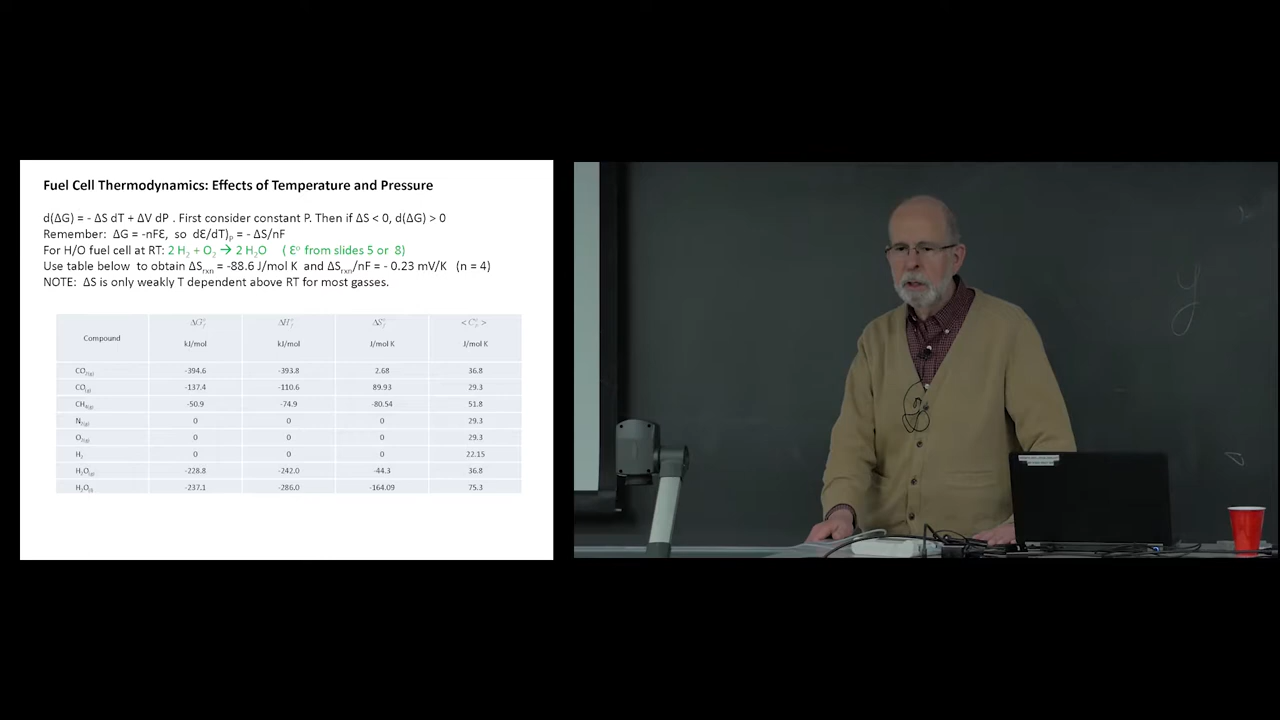 Fuel Cell Thermodynamics: Effects of Temperature and Pressure
d(ΔG) = - ΔS dT + ΔV dP . First consider constant P. Then if ΔS < 0, d(ΔG) > 0
Remember: ΔG = -nFƐ, so dƐ/dT)ₚ = - ΔS/nF
For H/O fuel cell at RT: 2 H₂ + O₂ → 2 H₂O ( Ɛ° from slides 5 or 8)
Use table below to obtain ΔSᵣₓₙ = -88.6 J/mol K and ΔSᵣₓₙ/nF = - 0.23 mV/K (n = 4)
NOTE: ΔS is only weakly T dependent above RT for most gasses.
Compound ΔG°f kJ/mol ΔH°f kJ/mol ΔS°f J/mol K < C°p > J/mol K
CO₂(g) -394.6 -393.8 2.68 36.8
CO(g) -137.4 -110.6 89.93 29.3
CH₄(g) -50.9 -74.9 -80.54 51.8
N₂(g) 0 0 0 29.3
O₂(g) 0 0 0 29.3
H₂ 0 0 0 22.15
H₂O(g) -228.8 -242.0 -44.3 36.8
H₂O(l) -237.1 -286.0 -164.09 75.3
y